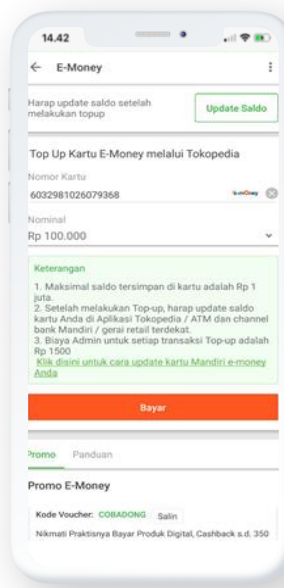 14.42
E-Money
Harap update saldo setelah
melakukan topup
Update Saldo
Top Up Kartu E-Money melalui Tokopedia
Nomor Kartu
6032981026079368
Nominal
Rp 100.000
Keterangan
1. Maksimal saldo tersimpan di kartu adalah Rp 1
juta.
2. Setelah melakukan Top-up, harap update saldo
kartu Anda di Aplikasi Tokopedia / ATM dan channel
bank Mandiri / gerai retail terdekat.
3. Biaya Admin untuk setiap transaksi Top-up adalah
Rp 1500
Klik disini untuk cara update kartu Mandiri e-money
Anda
Bayar
Promo Panduan
Promo E-Money
Kode Voucher: COBADONG Salin
Nikmati Praktisnya Bayar Produk Digital, Cashback s.d. 350